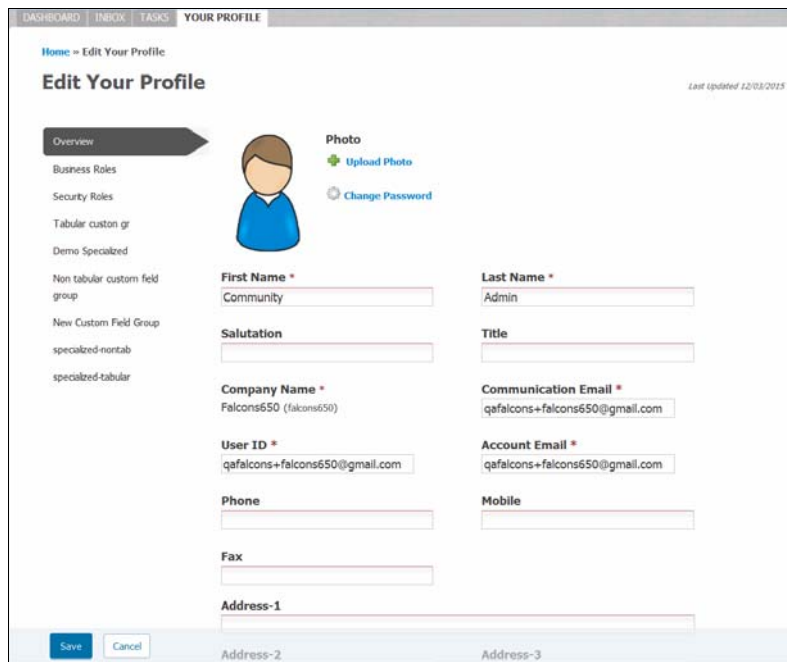 DASHBOARD INBOX TASKS YOUR PROFILE
Home » Edit Your Profile
Edit Your Profile
Last Updated 12/03/2015
Overview
Business Roles
Security Roles
Tabular custon gr
Demo Specialized
Non tabular custom field
group
New Custom Field Group
specialized-nontab
specialized-tabular
Photo
Upload Photo
Change Password
First Name * Last Name *
Community Admin
Salutation Title
Company Name * Communication Email *
Falcons650 (falcons650) qafalcons+falcons650@gmail.com
User ID * Account Email *
qafalcons+falcons650@gmail.com qafalcons+falcons650@gmail.com
Phone Mobile
Fax
Address-1
Address-2 Address-3
Save Cancel